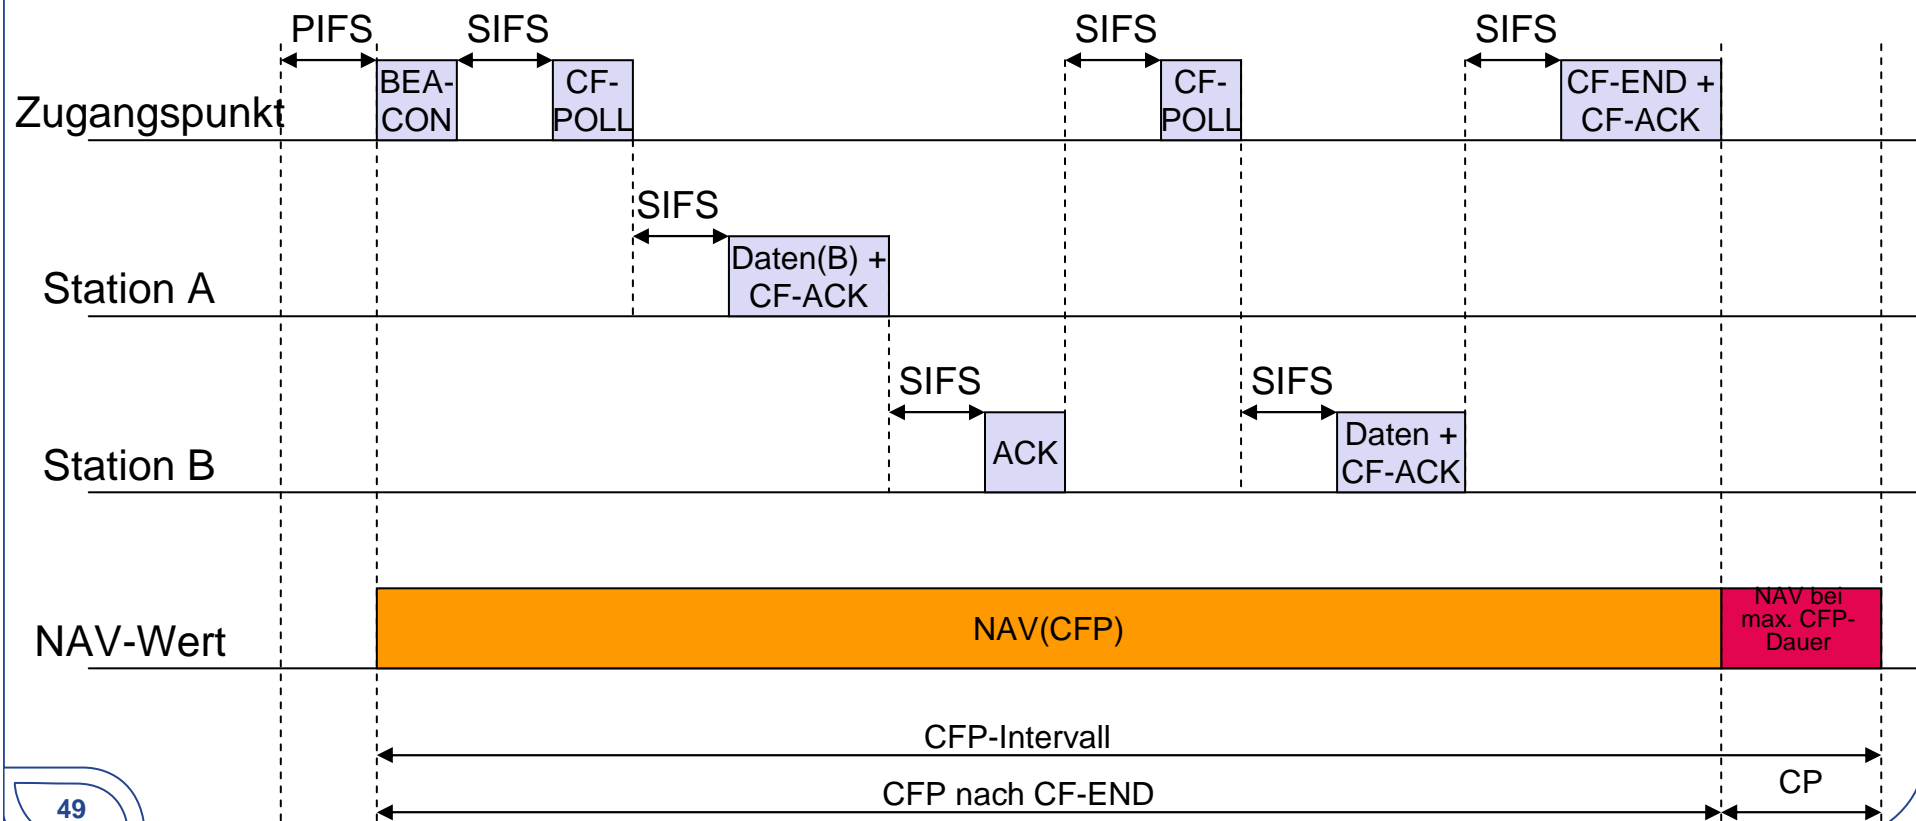 PIFS
SIFS
SIFS
SIFS
Zugangspunkt
BEA-
CON
CF-
POLL
CF-
POLL
CF-END +
CF-ACK
SIFS
Station A
Daten(B) +
CF-ACK
SIFS
SIFS
Station B
ACK
Daten +
CF-ACK
NAV-Wert
NAV(CFP)
NAV bei
max. CFP-
Dauer
CFP-Intervall
CFP nach CF-END
CP
49